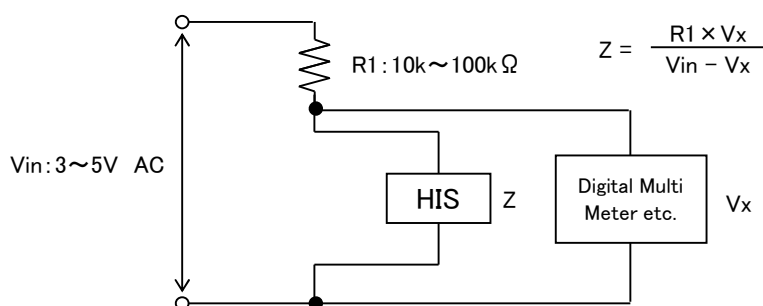 R1:10k～100kΩ
Z = R1×Vx
Vin－Vx
Vin:3～5V AC
HIS
Z
Digital Multi
Meter etc.
Vx